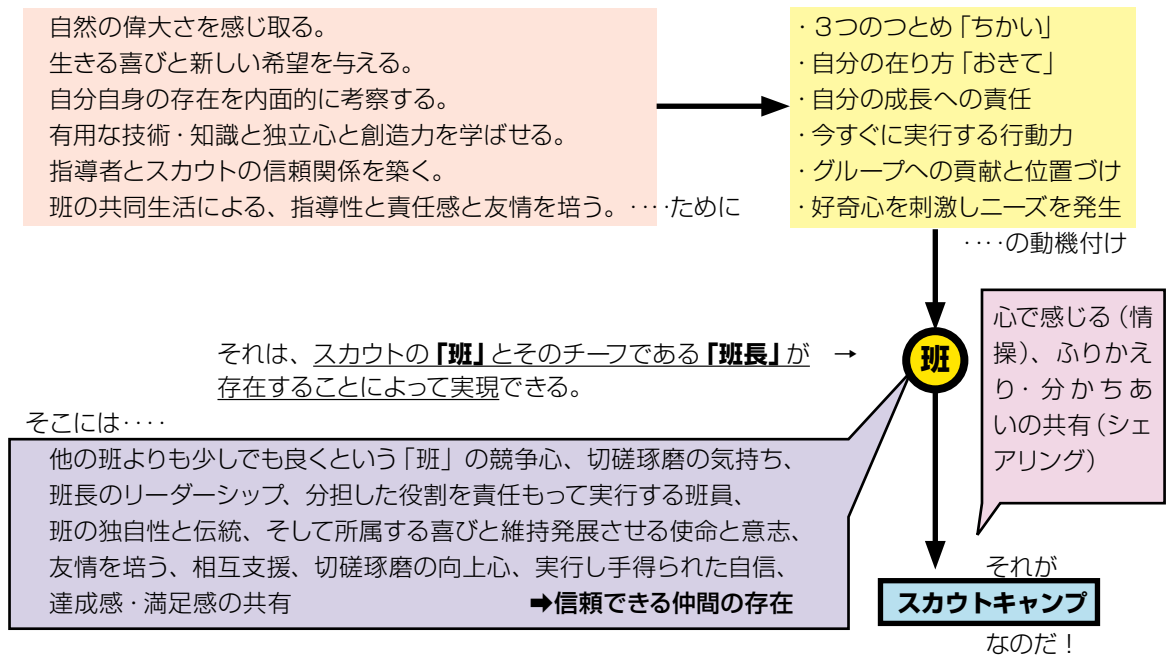 自然の偉大さを感じ取る。
生きる喜びと新しい希望を与える。
自分自身の存在を内面的に考察する。
有用な技術・知識と独立心と創造力を学ばせる。
指導者とスカウトの信頼関係を築く。
班の共同生活による、指導性と責任感と友情を培う。‥‥ために
・３つのつとめ「ちかい」
・自分の在り方「おきて」
・自分の成長への責任
・今すぐに実行する行動力
・グループへの貢献と位置づけ
・好奇心を刺激しニーズを発生
‥‥の動機付け
それは、スカウトの「班」とそのチーフである「班長」が →
存在することによって実現できる。
班
心で感じる（情
操）、ふりかえ
り・分かちあ
いの共有（シェ
アリング）
そこには‥‥
他の班よりも少しでも良くという「班」の競争心、切磋琢磨の気持ち、
班長のリーダーシップ、分担した役割を責任もって実行する班員、
班の独自性と伝統、そして所属する喜びと維持発展させる使命と意志、
友情を培う、相互支援、切磋琢磨の向上心、実行し手得られた自信、
達成感・満足感の共有 ➡信頼できる仲間の存在
それが
スカウトキャンプ
なのだ！